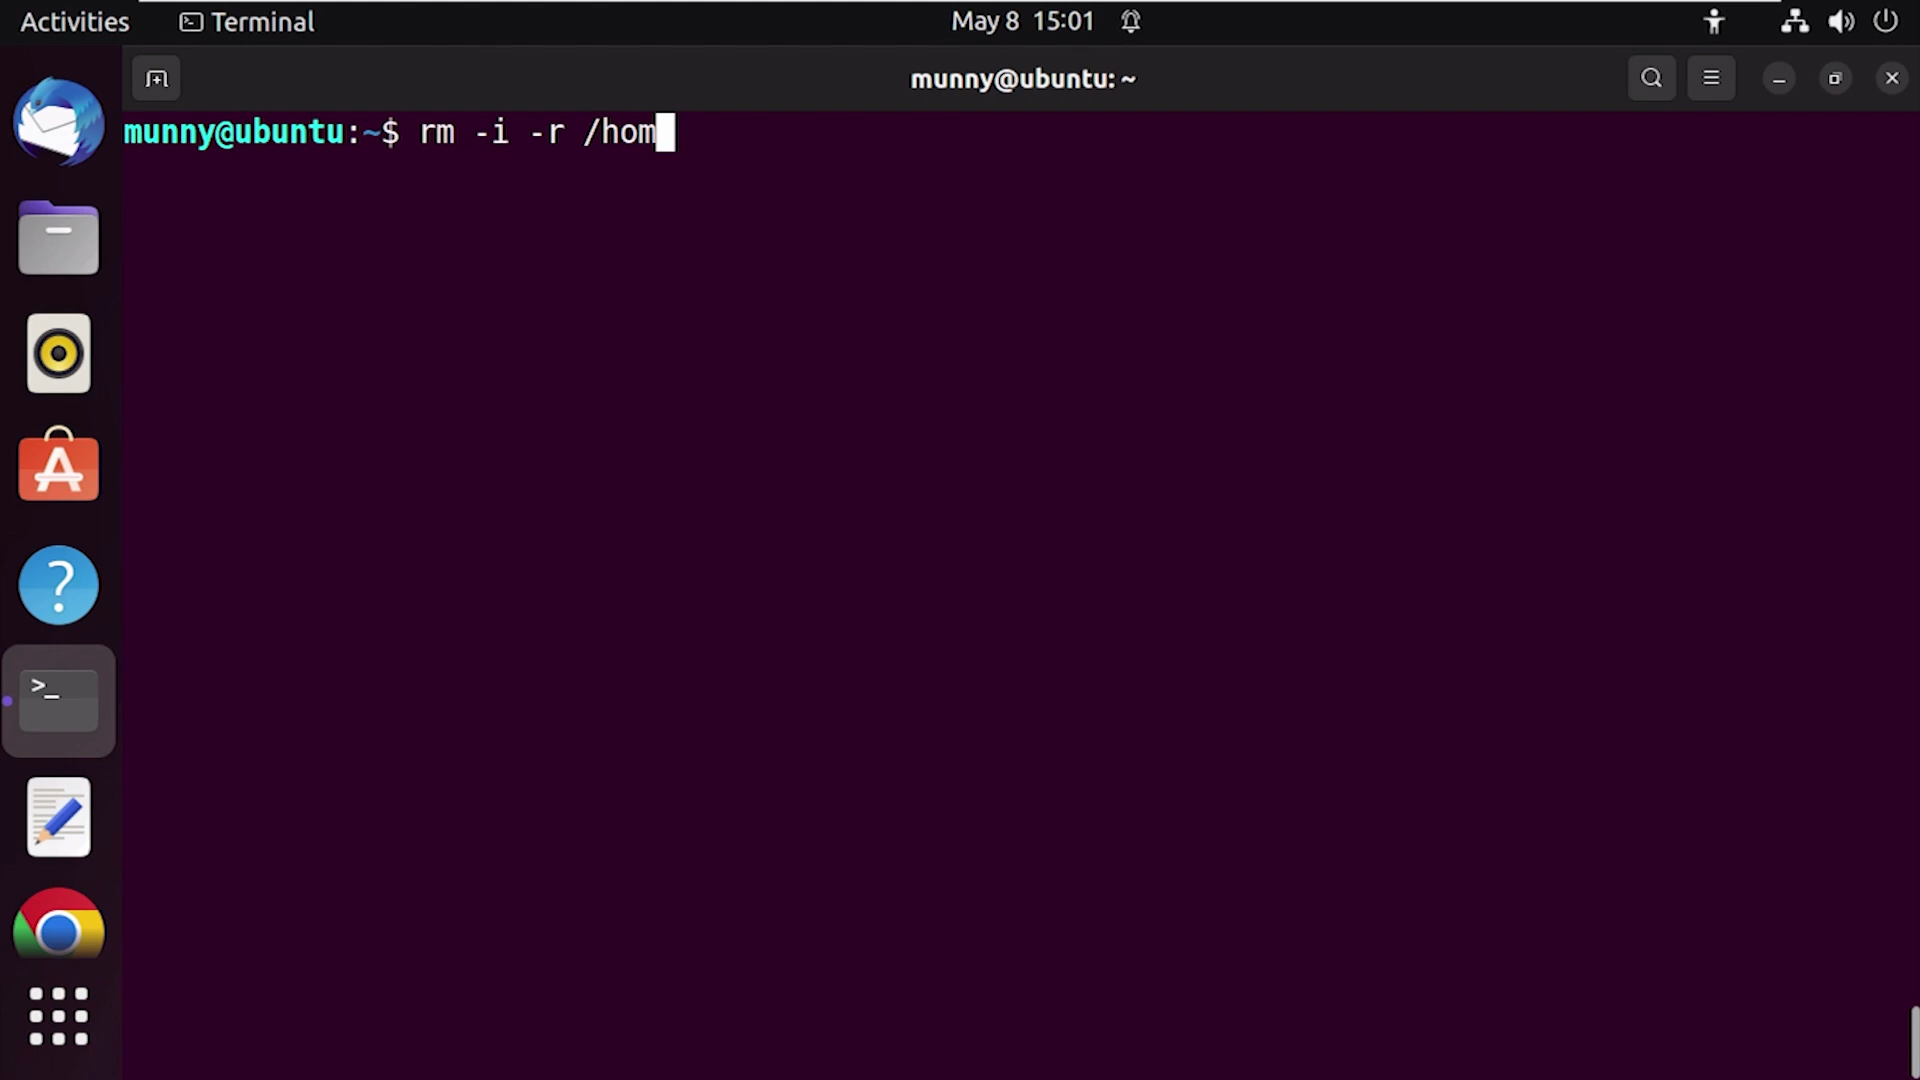 Activities Terminal May 8 15:01
munny@ubuntu: ~
munny@ubuntu:~$ rm -i -r /hom